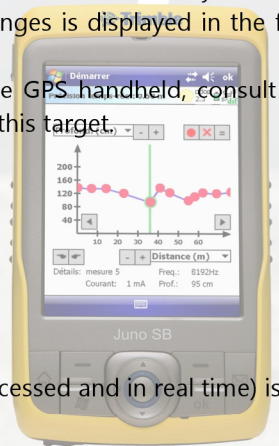 nges is displayed in the f
Trimble
Démarrer
ok
e GPS handheld, consult
this target.
(cm)
- +
=
200
160
120
80
40
10 20 30 40 50 60
- + Distance (m)
Détails: mesure 5 Freq.: 8192Hz
Courant: 1 mA Prof.: 95 cm
Juno SB
cessed and in real time) is